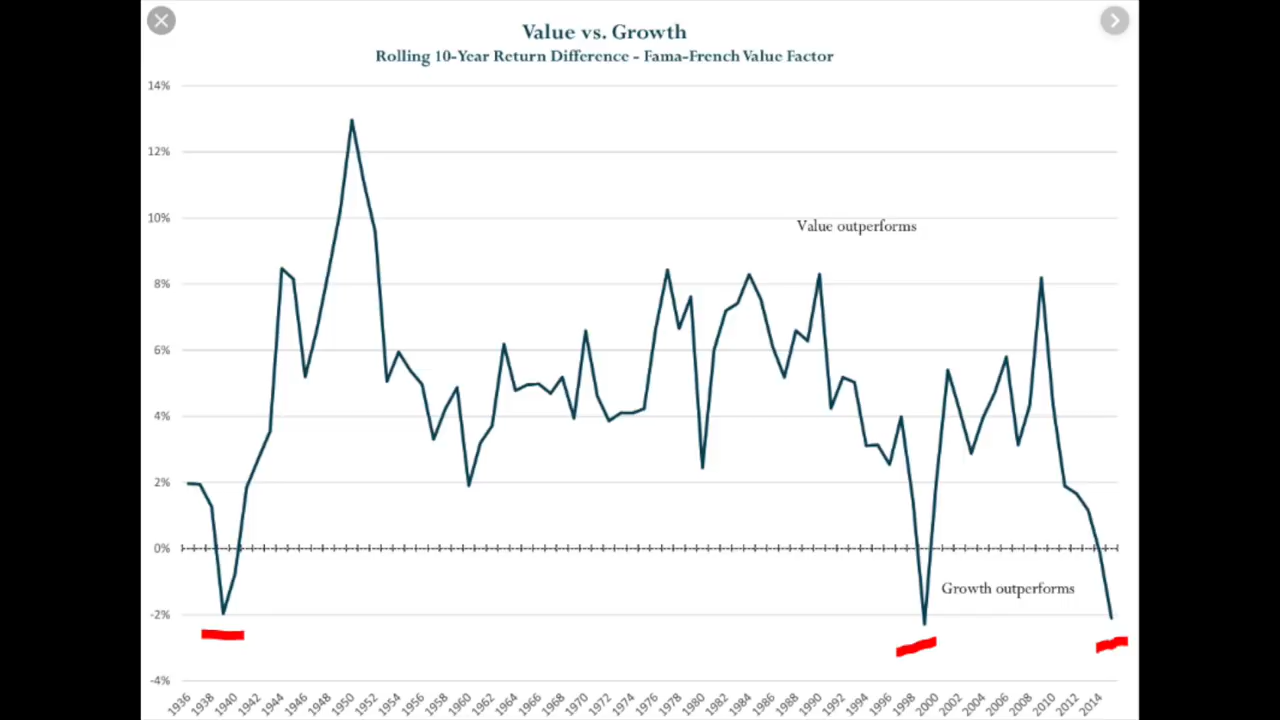 Value vs. Growth
Rolling 10-Year Return Difference - Fama-French Value Factor
14%
12%
10%
Value outperforms
8%
6%
4%
2%
0%
Growth outperforms
-2%
-4%
1936 1938 1940 1942 1944 1946 1948 1950 1952 1954 1956 1958 1960 1962 1964 1966 1968 1970 1972 1974 1976 1978 1980 1982 1984 1986 1988 1990 1992 1994 1996 1998 2000 2002 2004 2006 2008 2010 2012 2014